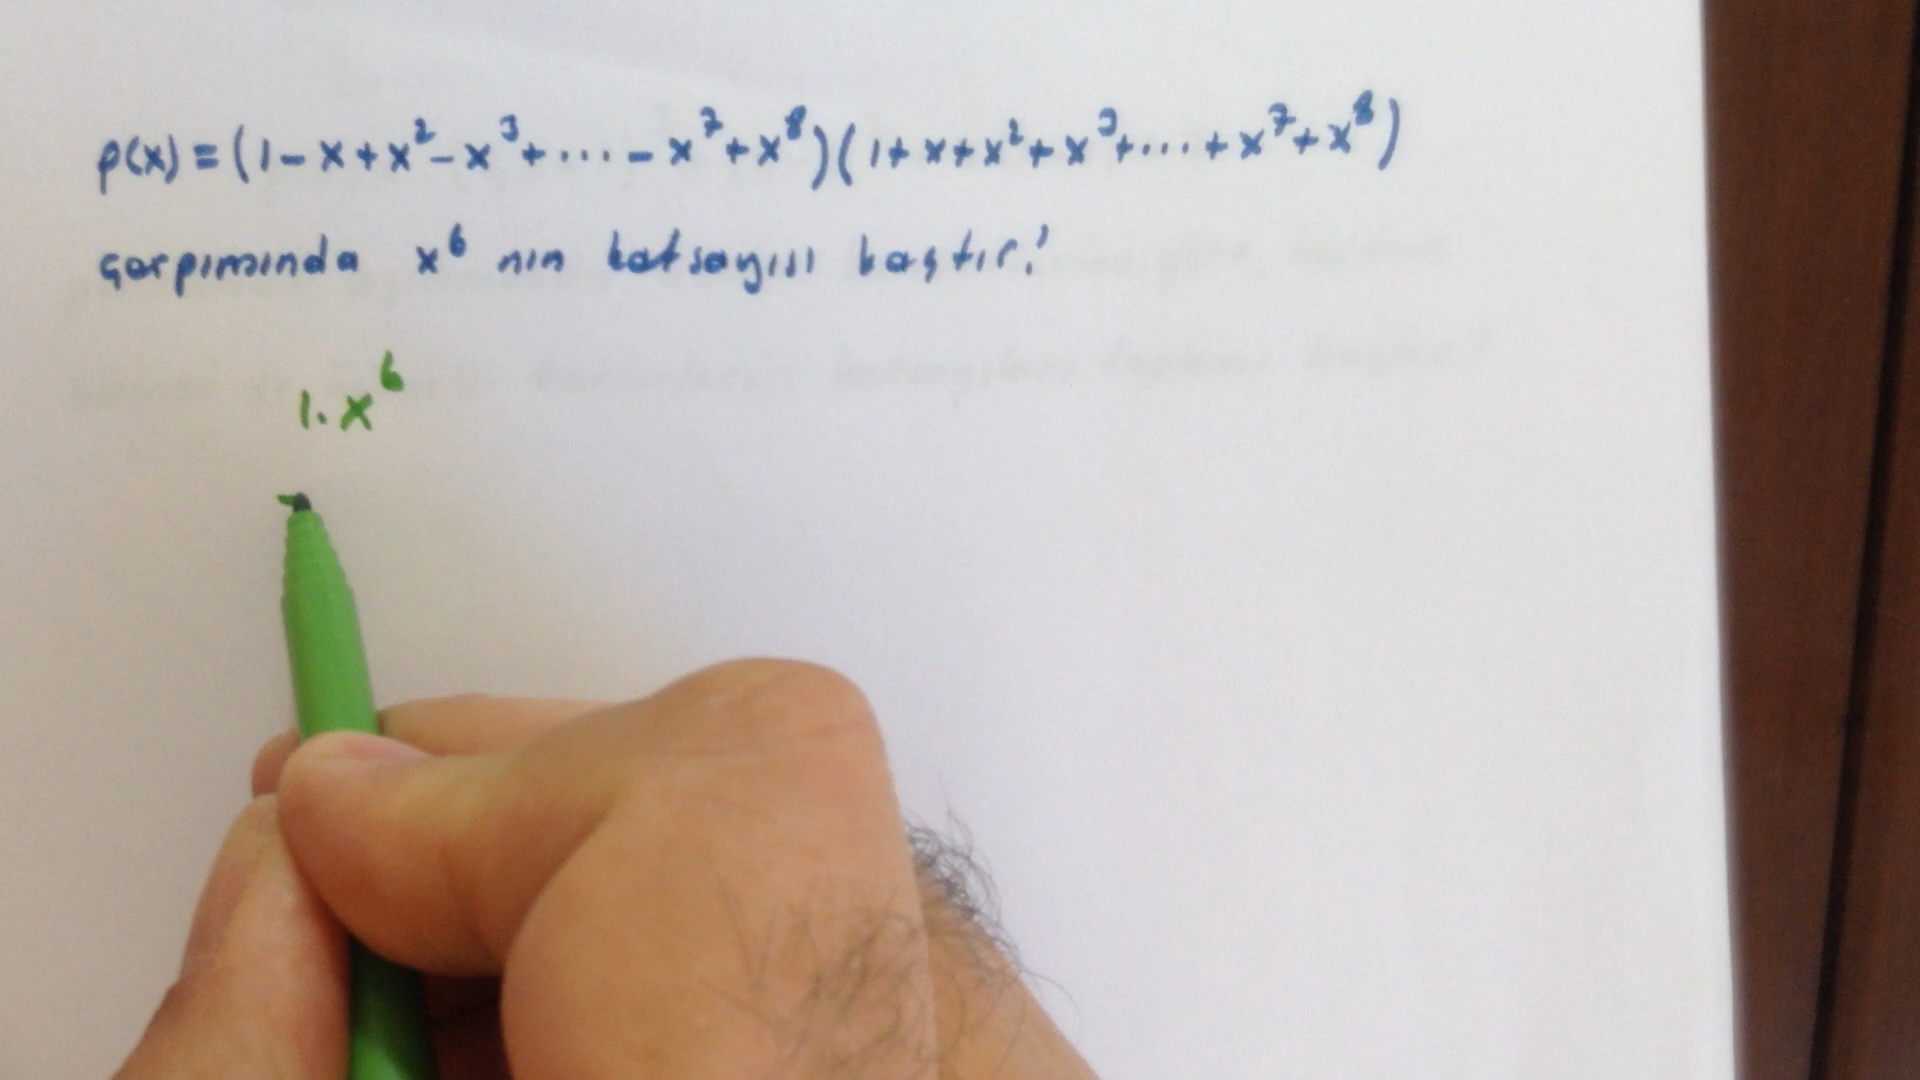 p(x) = (1 - x + x² - x³ + ... - x⁷ + x⁸)(1 + x + x² + x³ + ... + x⁷ + x⁸)
çarpımında x⁶ nın katsayısı kaçtır?
1. x⁶
-